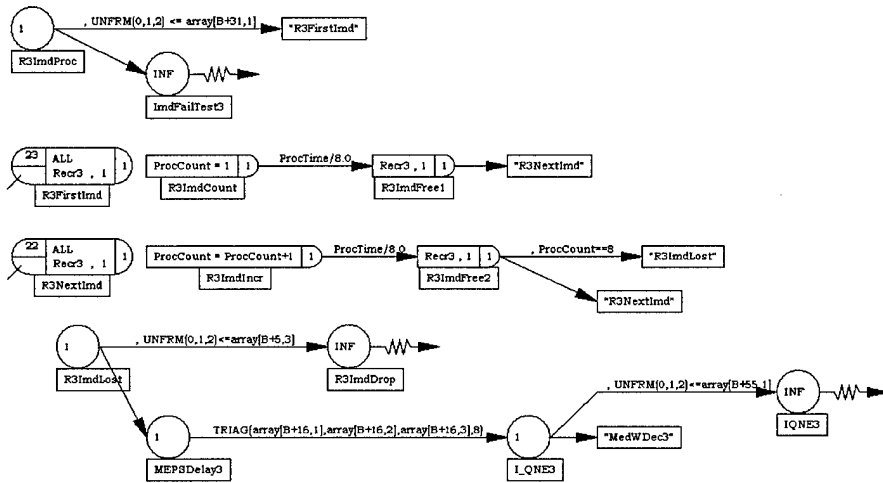 1 , UNFRM(0,1,2) <= array[B+31,1] "R3FirstImd"
R3ImdProc
INF
ImdFailTest3
23 ALL 1 ProcCount = 1 1 ProcTime/8.0 Recr3 , 1 1 "R3NextImd"
Recr3 , 1
R3FirstImd R3ImdCount R3ImdFree1
22 ALL 1 ProcCount = ProcCount+1 1 ProcTime/8.0 Recr3 , 1 1 , ProcCount==8 "R3ImdLost"
Recr3 , 1
R3NextImd R3ImdIncr R3ImdFree2
"R3NextImd"
1 , UNFRM(0,1,2)<=array[B+5,3] INF
R3ImdLost R3ImdDrop
, UNFRM(0,1,2)<=array[B+55,1] INF
IQNE3
1 TRIAG(array[B+16,1],array[B+16,2],array[B+16,3],8) 1 "MedWDec3"
MEPSDelay3 I_QNE3